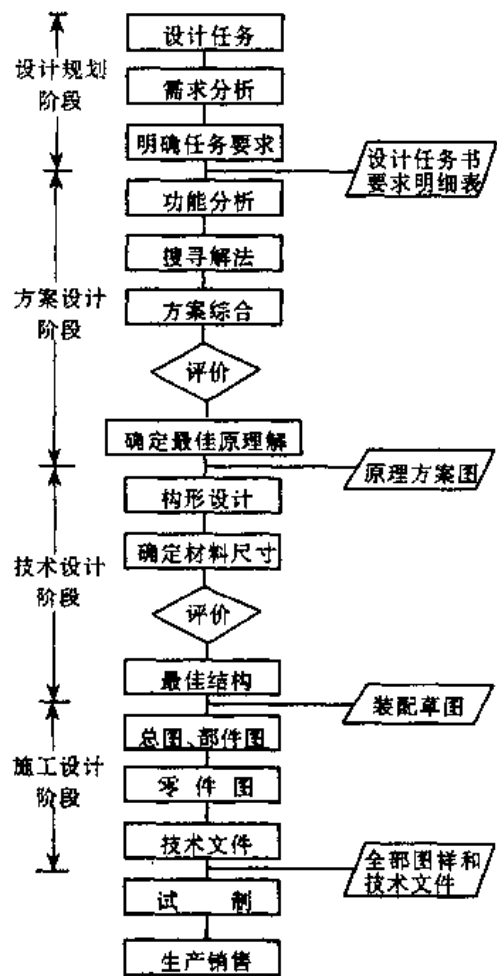 设计任务
设计规划
阶段
需求分析
明确任务要求
设计任务书
要求明细表
功能分析
搜寻解法
方案设计
阶段
方案综合
评价
确定最佳原理解
原理方案图
构形设计
确定材料尺寸
技术设计
阶段
评价
最佳结构
装配草图
总图、部件图
施工设计
阶段
零件图
技术文件
全部图祥和
技术文件
试制
生产销售